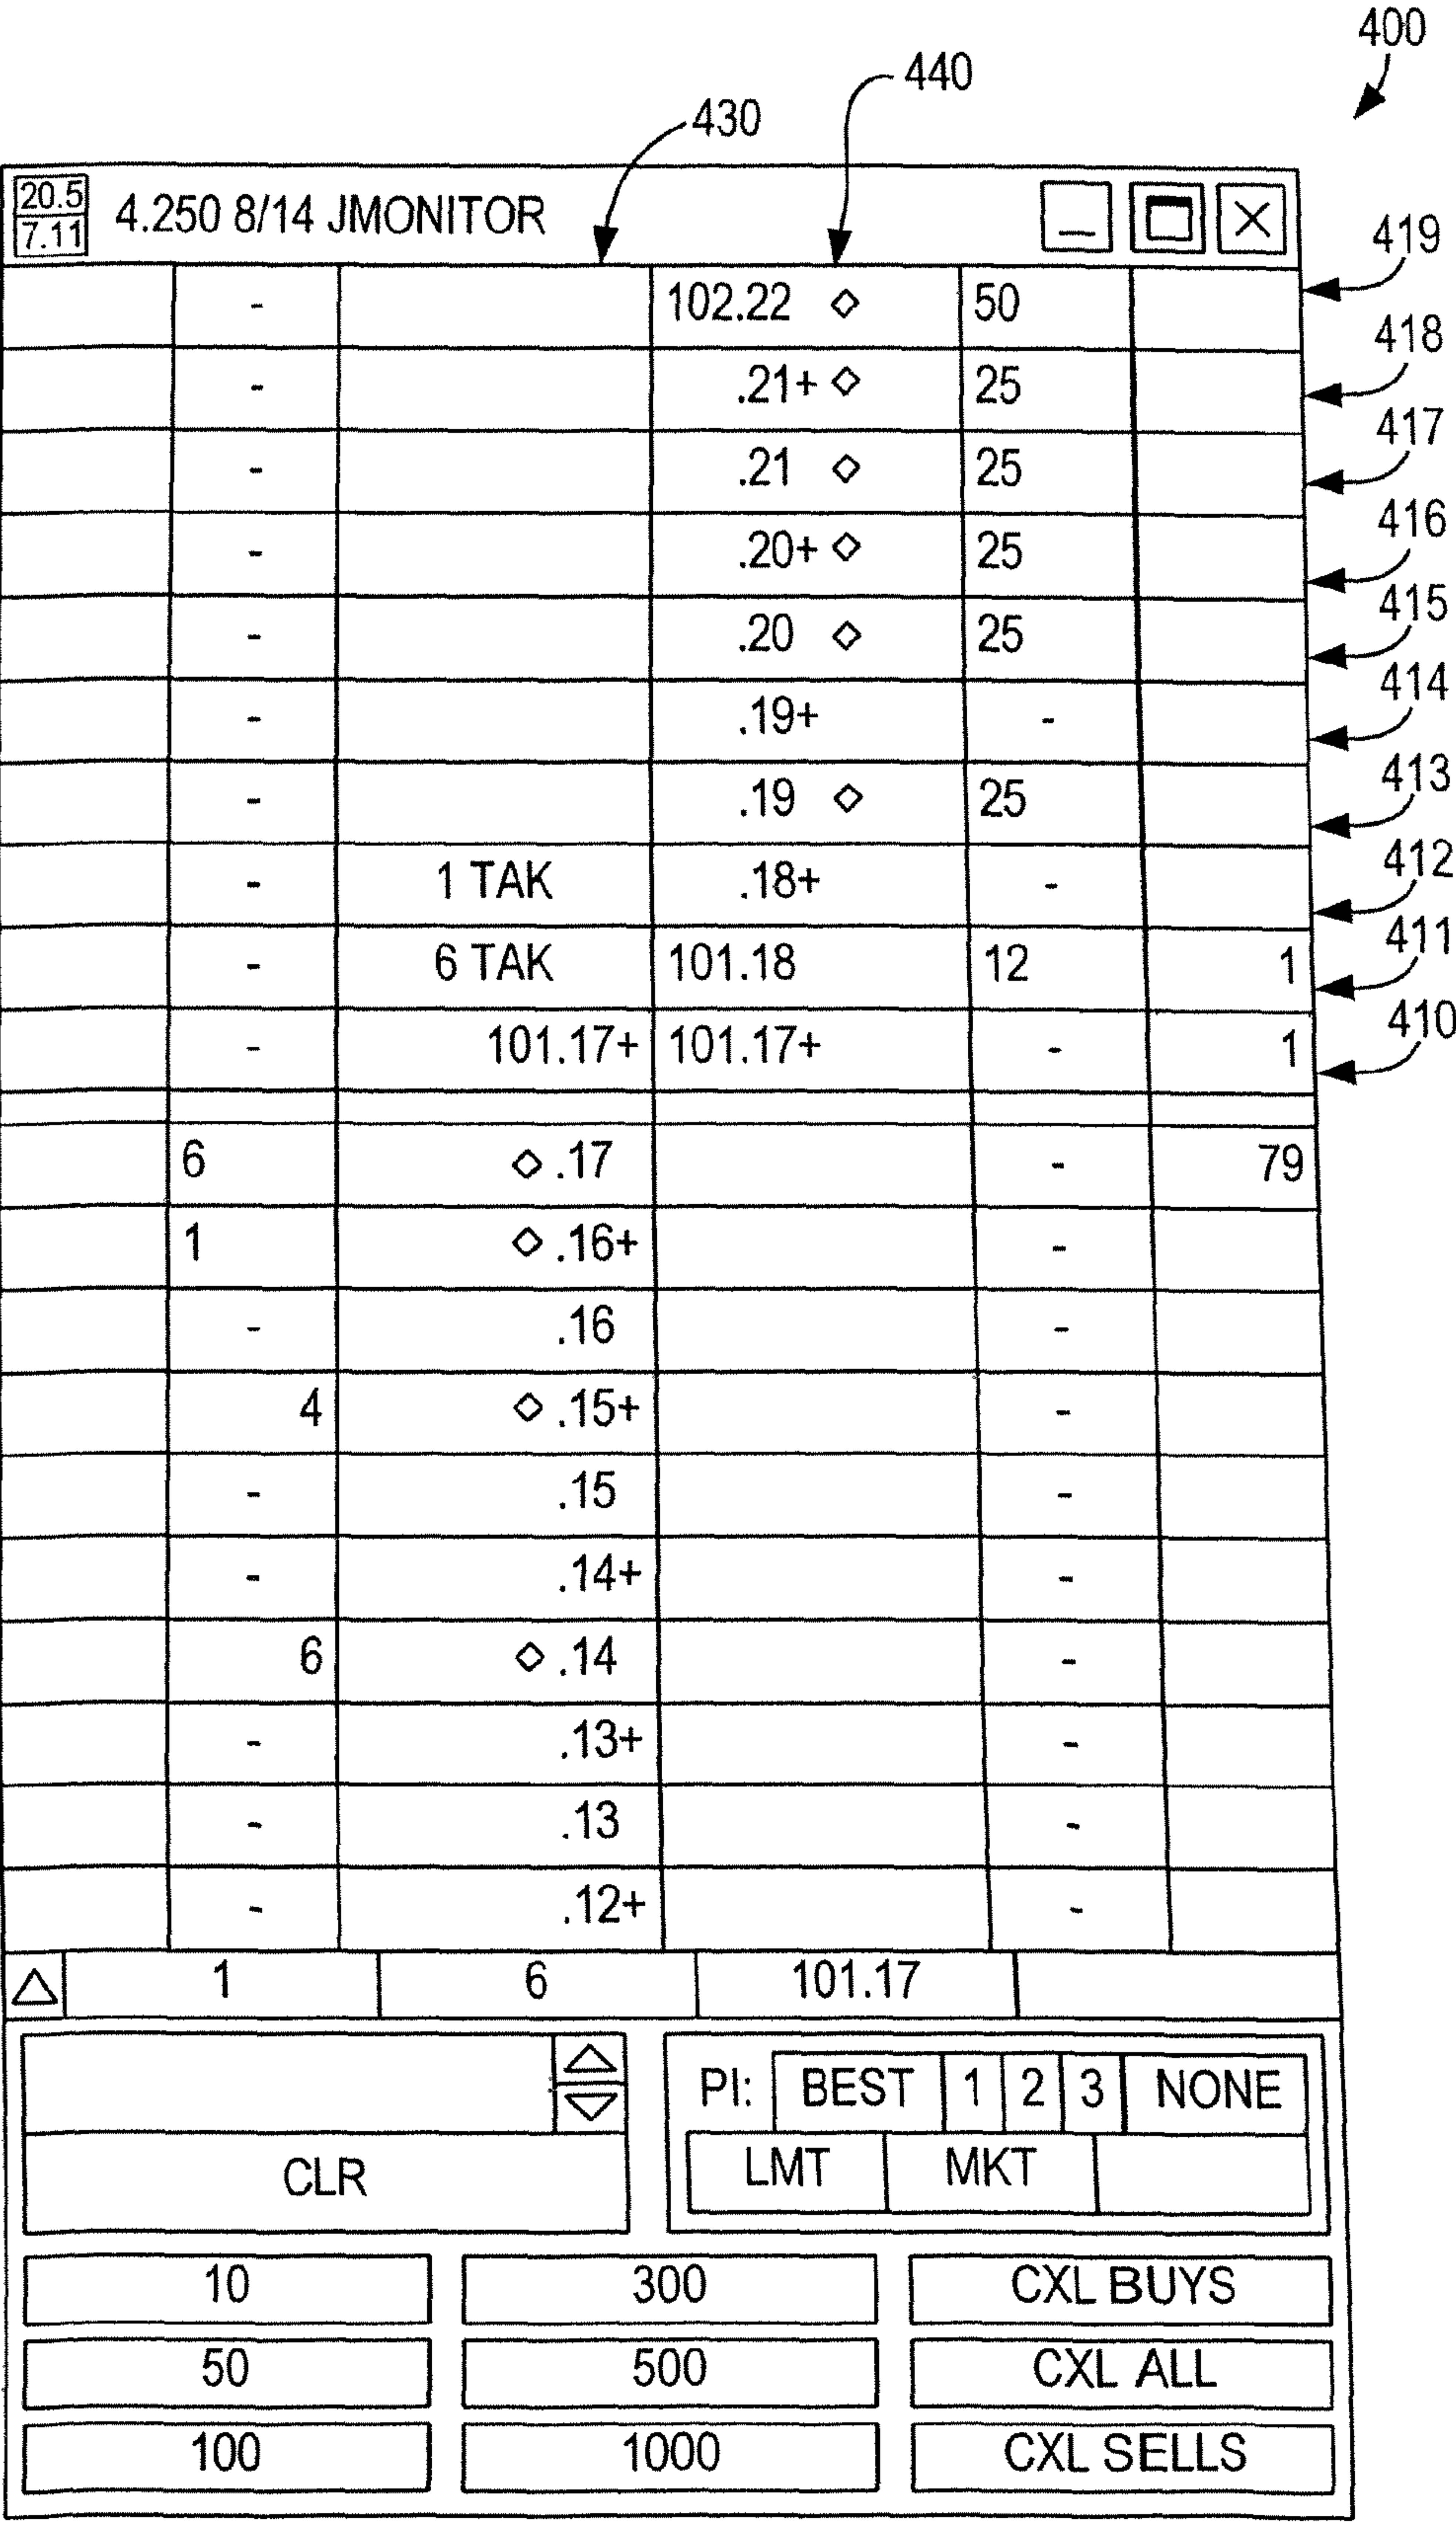 400
440
430
20.5
7.11
4.250 8/14 JMONITOR
419
- 102.22 ◇ 50
418
- .21+ ◇ 25
417
- .21 ◇ 25
416
- .20+ ◇ 25
415
- .20 ◇ 25
414
- .19+ -
413
- .19 ◇ 25
412
- 1 TAK .18+ -
411
- 6 TAK 101.18 12 1
410
- 101.17+ 101.17+ - 1
6 ◇ .17 - 79
1 ◇ .16+ -
- .16 -
4 ◇ .15+ -
- .15 -
- .14+ -
6 ◇ .14 -
- .13+ -
- .13 -
- .12+ -
1 6 101.17
PI: BEST 1 2 3 NONE
CLR
LMT MKT
10 300 CXL BUYS
50 500 CXL ALL
100 1000 CXL SELLS